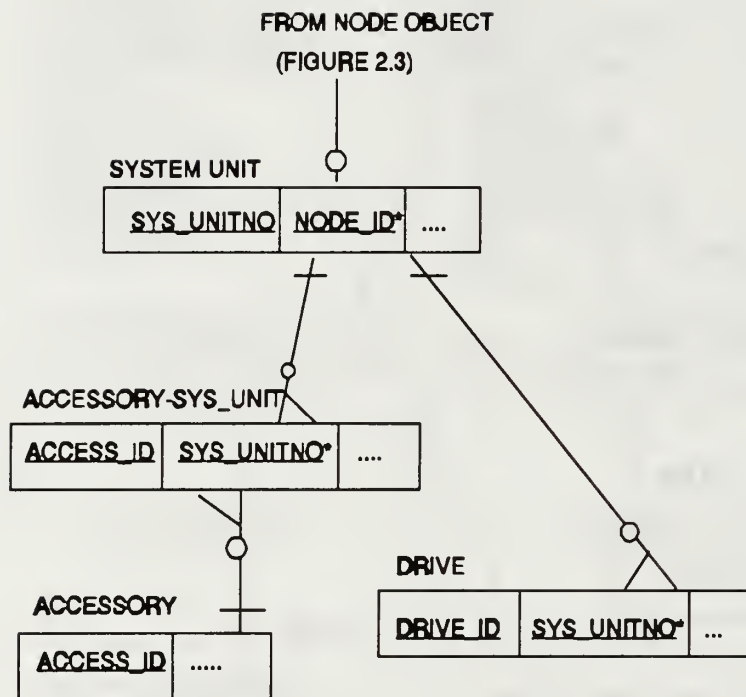 FROM NODE OBJECT
(FIGURE 2.3)
SYSTEM UNIT
SYS_UNITNO NODE_ID* ....
ACCESSORY-SYS_UNIT
ACCESS_ID SYS_UNITNO* ....
DRIVE
DRIVE_ID SYS_UNITNO* ...
ACCESSORY
ACCESS_ID .....